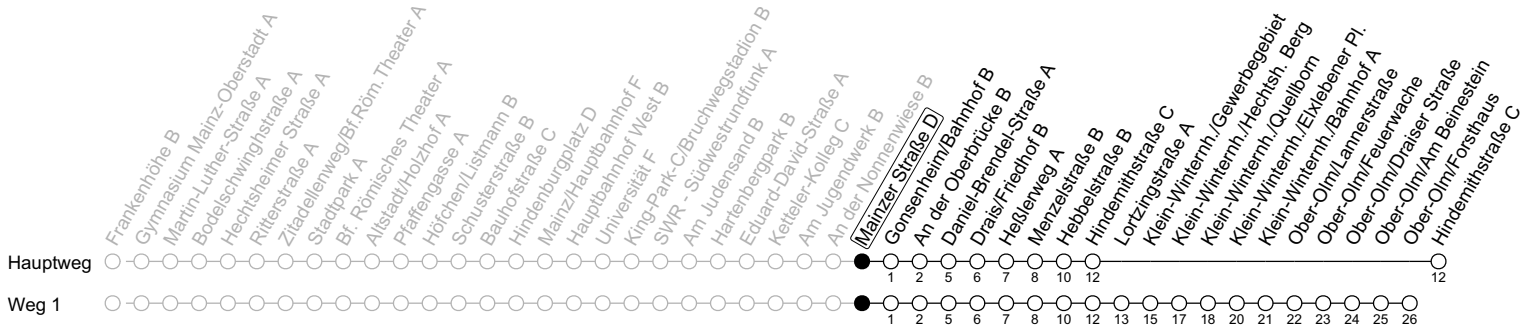 Frankenhöhe B
Gymnasium Mainz-Oberstadt A
Martin-Luther-Straße A
Bodelschwinghstraße A
Hechtsheimer Straße A
Ritterstraße A
Zitadellenweg/Bf.Röm. Theater A
Stadtpark A
Bf. Römisches Theater A
Altstadt/Holzhof A
Pfaffengasse A
Höfchen/Listmann B
Schusterstraße B
Bauhofstraße C
Hindenburgplatz D
Mainz/Hauptbahnhof F
Hauptbahnhof West B
Universität F
King-Park-C/Bruchwegstadion B
SWR - Südwestrundfunk A
Am Judensand B
Hartenbergpark B
Eduard-David-Straße A
Ketteler-Kolleg C
Am Jugendwerk B
An der Nonnenwiese B
Mainzer Straße D
Gonsenheim/Bahnhof B
An der Oberbrücke B
Daniel-Brendel-Straße A
Drais/Friedhof B
Heßlerweg A
Menzelstraße B
Hebbelstraße B
Hindemithstraße C
Lortzingstraße A
Klein-Winternh./Gewerbegebiet
Klein-Winternh./Hechtsh. Berg
Klein-Winternh./Quellborn
Klein-Winternh./Elxlebener Pl.
Klein-Winternh./Bahnhof A
Ober-Olm/Lannerstraße
Ober-Olm/Feuerwache
Ober-Olm/Draiser Straße
Ober-Olm/Am Beinestein
Ober-Olm/Forsthaus
Hindemithstraße C
Hauptweg
1 2 5 6 7 8 10 12 12
Weg 1
1 2 5 6 7 8 10 12 13 15 17 18 20 21 22 23 24 25 26